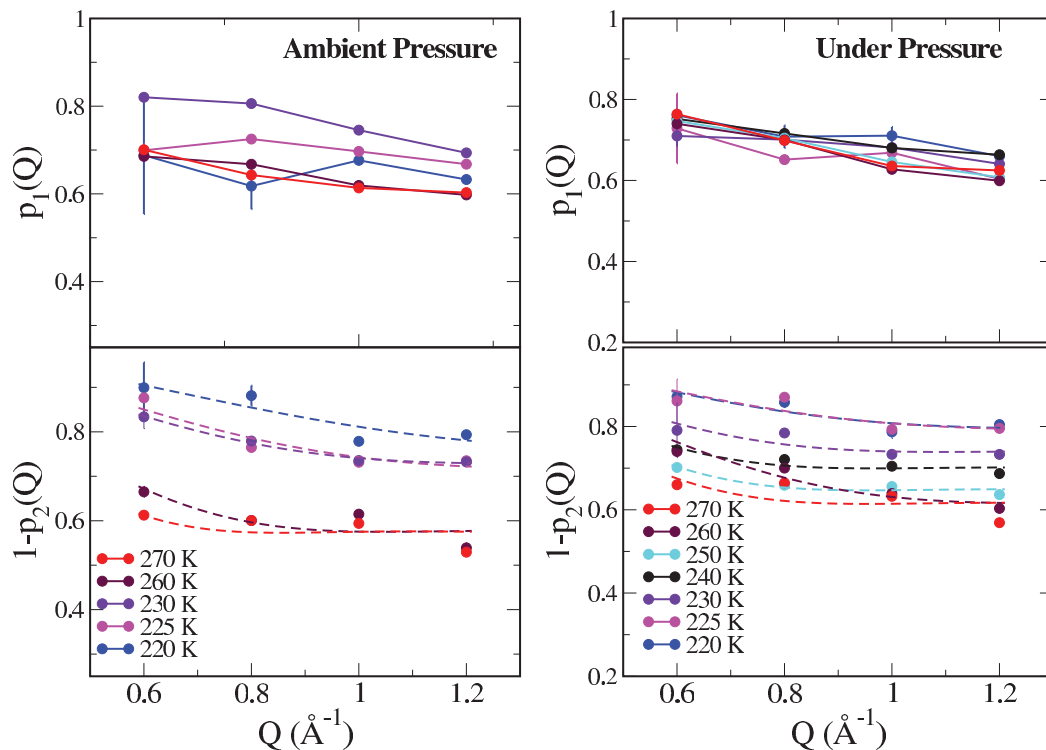 Ambient Pressure
p1(Q)
1
0.8
0.6
0.4
1-p2(Q)
0.8
0.6
0.4
270 K
260 K
230 K
225 K
220 K
0.6 0.8 1 1.2
Q (Å-1)
Under Pressure
p1(Q)
1
0.8
0.6
0.4
0.2
1-p2(Q)
0.2
0.8
0.6
0.4
0.2
270 K
260 K
250 K
240 K
230 K
225 K
220 K
0.6 0.8 1 1.2
Q (Å-1)